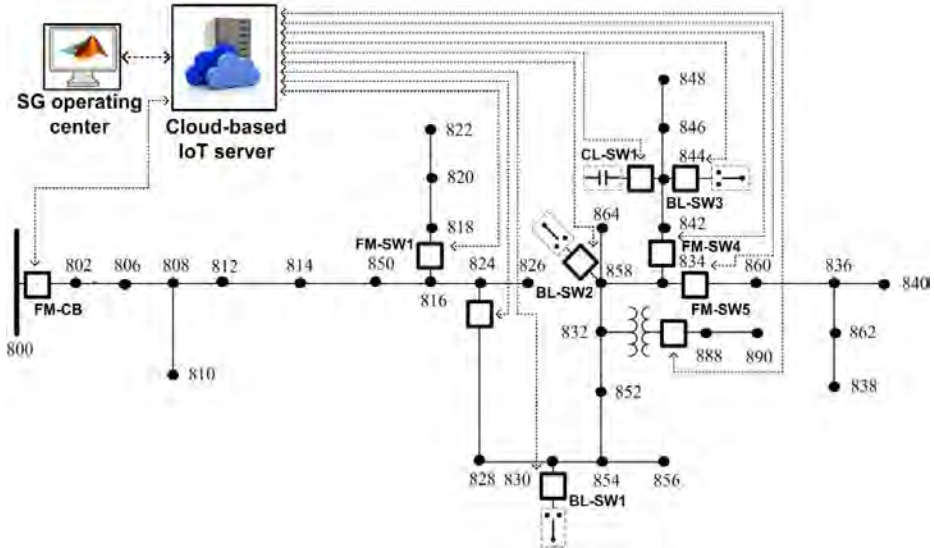 SG operating
center
Cloud-based
IoT server
848
846
822
CL-SW1
844
820
BL-SW3
864
818
842
FM-SW1
FM-SW4
802
806
808
812
814
850
824
826
858
834
860
836
BL-SW2
816
840
FM-CB
FM-SW5
800
832
888
890
862
810
852
838
828
830
854
856
BL-SW1